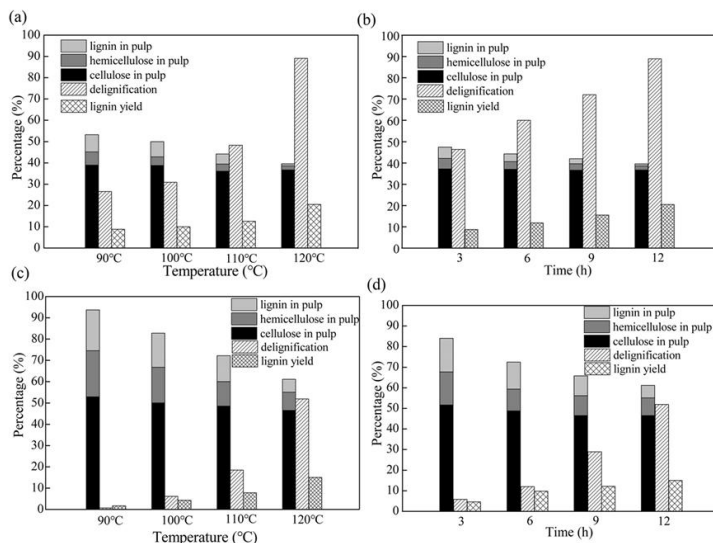 (a)
100
90
80
70
60
50
40
30
20
10
0
Percentage (%)
lignin in pulp
hemicellulose in pulp
cellulose in pulp
delignification
lignin yield
90℃ 100℃ 110℃ 120℃
Temperature (℃)
(b)
100
90
80
70
60
50
40
30
20
10
0
Percentage (%)
lignin in pulp
hemicellulose in pulp
cellulose in pulp
delignification
lignin yield
3 6 9 12
Time (h)
(c)
100
90
80
70
60
50
40
30
20
10
0
Percentage (%)
lignin in pulp
hemicellulose in pulp
cellulose in pulp
delignification
lignin yield
90℃ 100℃ 110℃ 120℃
Temperature (℃)
(d)
100
90
80
70
60
50
40
30
20
10
0
Percentage (%)
lignin in pulp
hemicellulose in pulp
cellulose in pulp
delignification
lignin yield
3 6 9 12
Time (h)